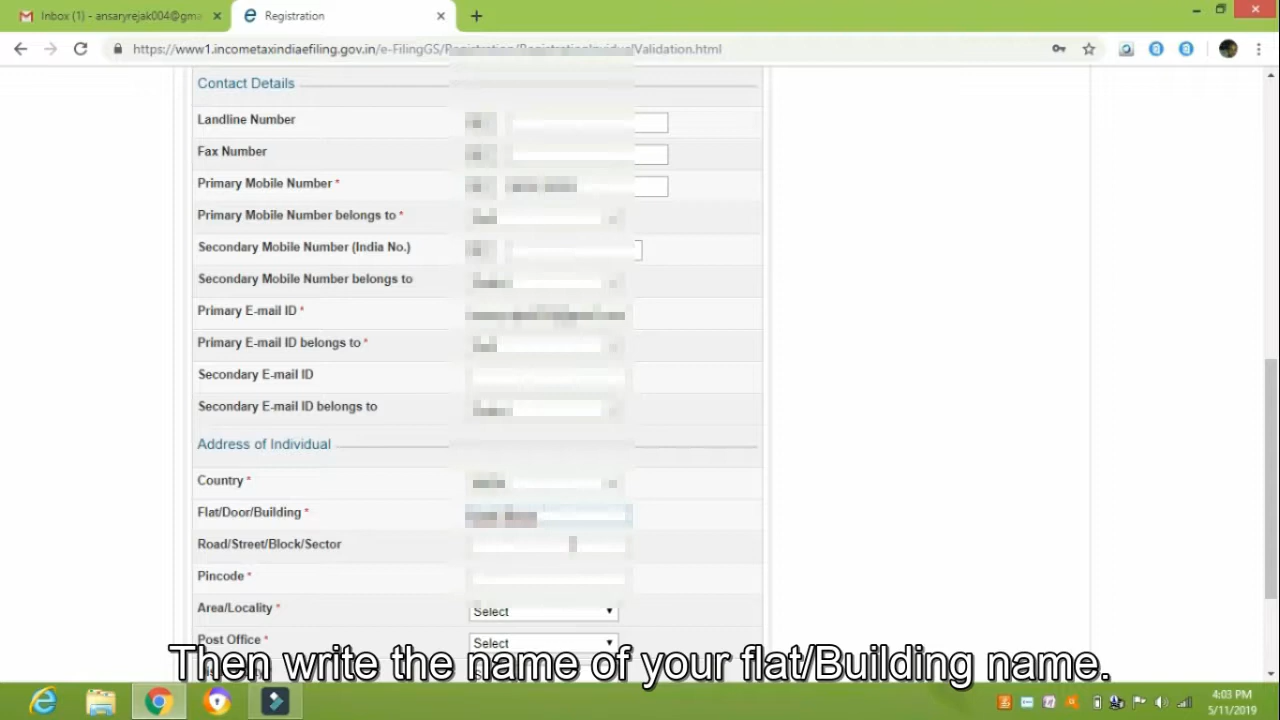 Inbox (1) - ansaryrejak004@gma
Registration
https://www1.incometaxindiaefiling.gov.in/e-FilingGS/Registration/RegistrationIndividualValidation.html
Contact Details
Landline Number
Fax Number
Primary Mobile Number *
Primary Mobile Number belongs to *
Secondary Mobile Number (India No.)
Secondary Mobile Number belongs to
Primary E-mail ID *
Primary E-mail ID belongs to *
Secondary E-mail ID
Secondary E-mail ID belongs to
Address of Individual
Country *
Flat/Door/Building *
Road/Street/Block/Sector
Pincode *
Area/Locality * Select
Post Office * Select
Then write the name of your flat/Building name.
4:03 PM
5/11/2019